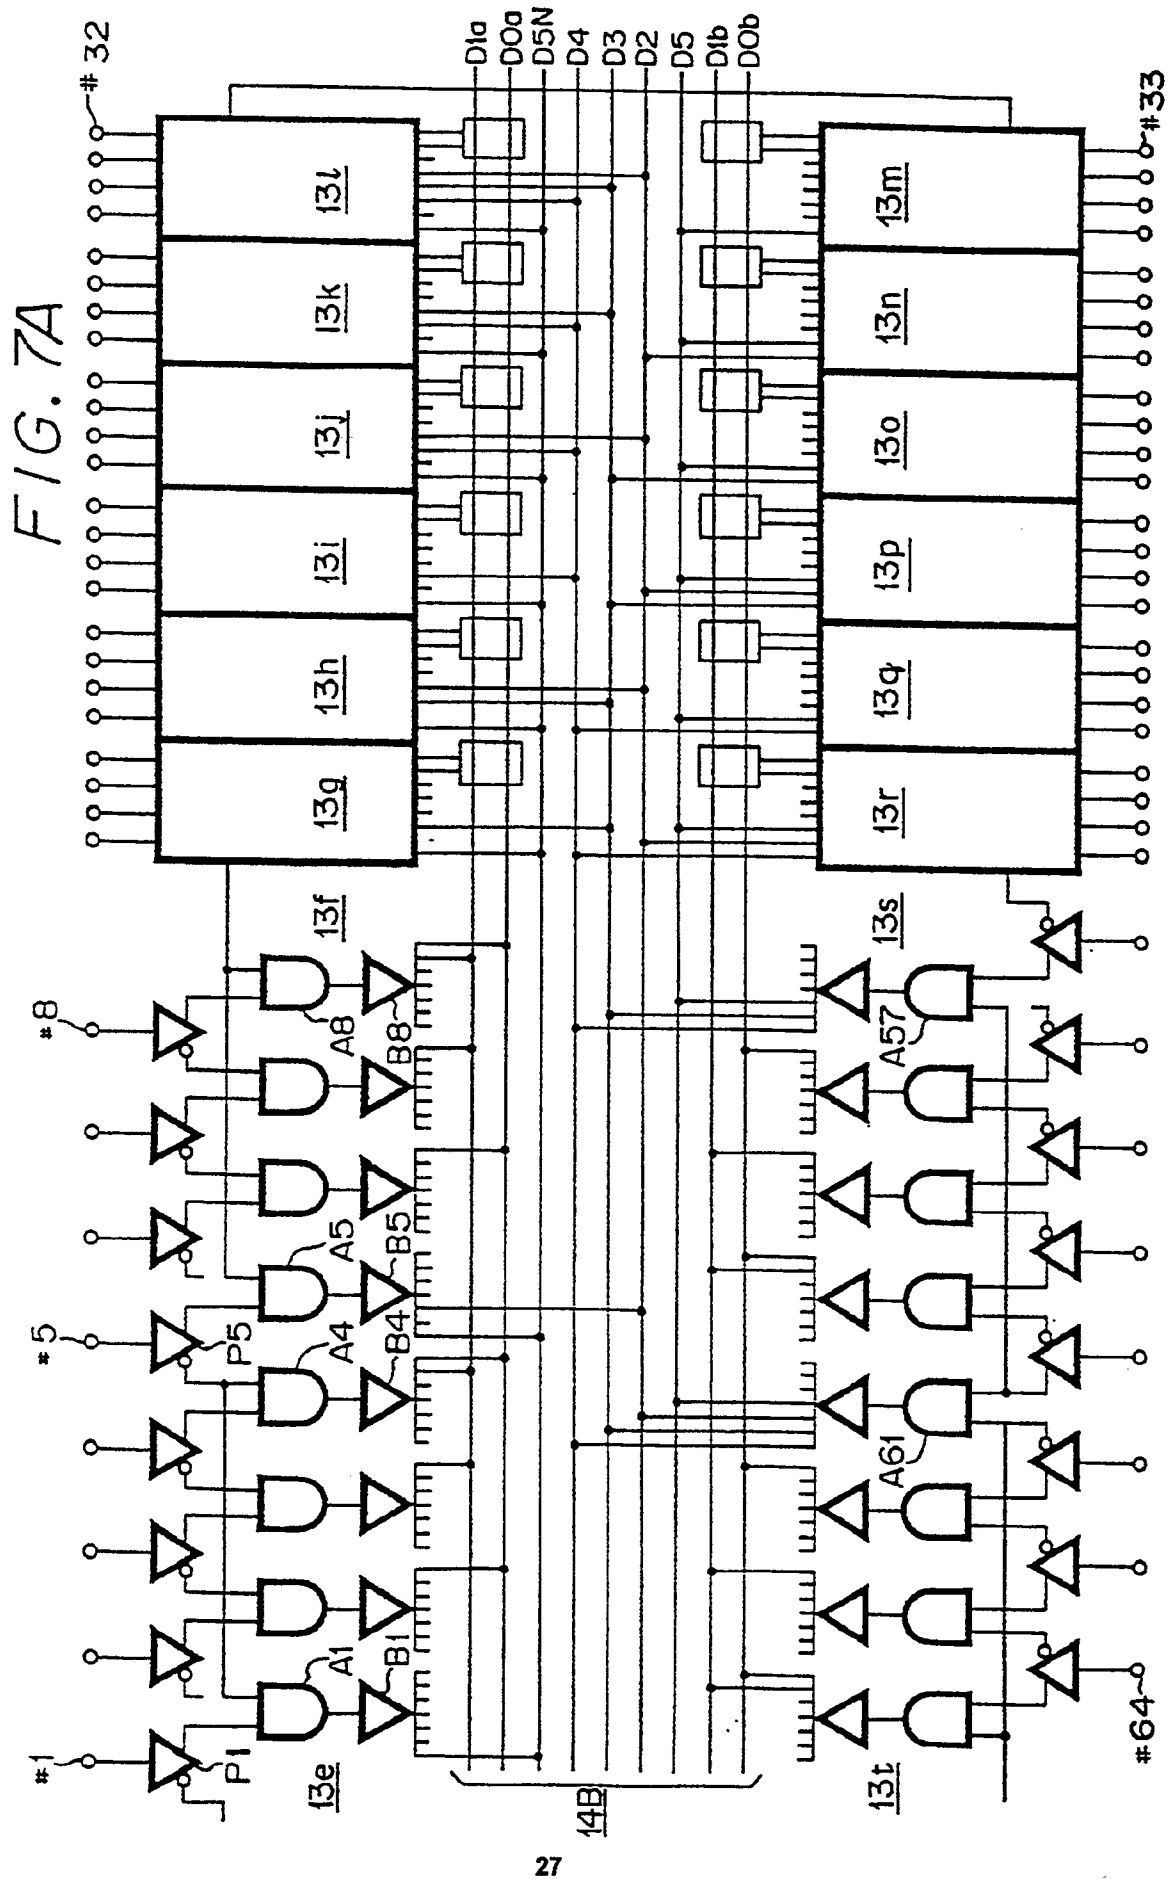 FIG. 7A
#1
#5
#8
#32
P1
P5
A1
A4
A5
A8
B1
B4
B5
B8
13e
13f
13g
13h
13i
13j
13k
13l
D1a
D0a
D5N
D4
D3
D2
D5
D1b
D0b
14B
13t
13s
13r
13q
13p
13o
13n
13m
A61
A57
#64
#33
27